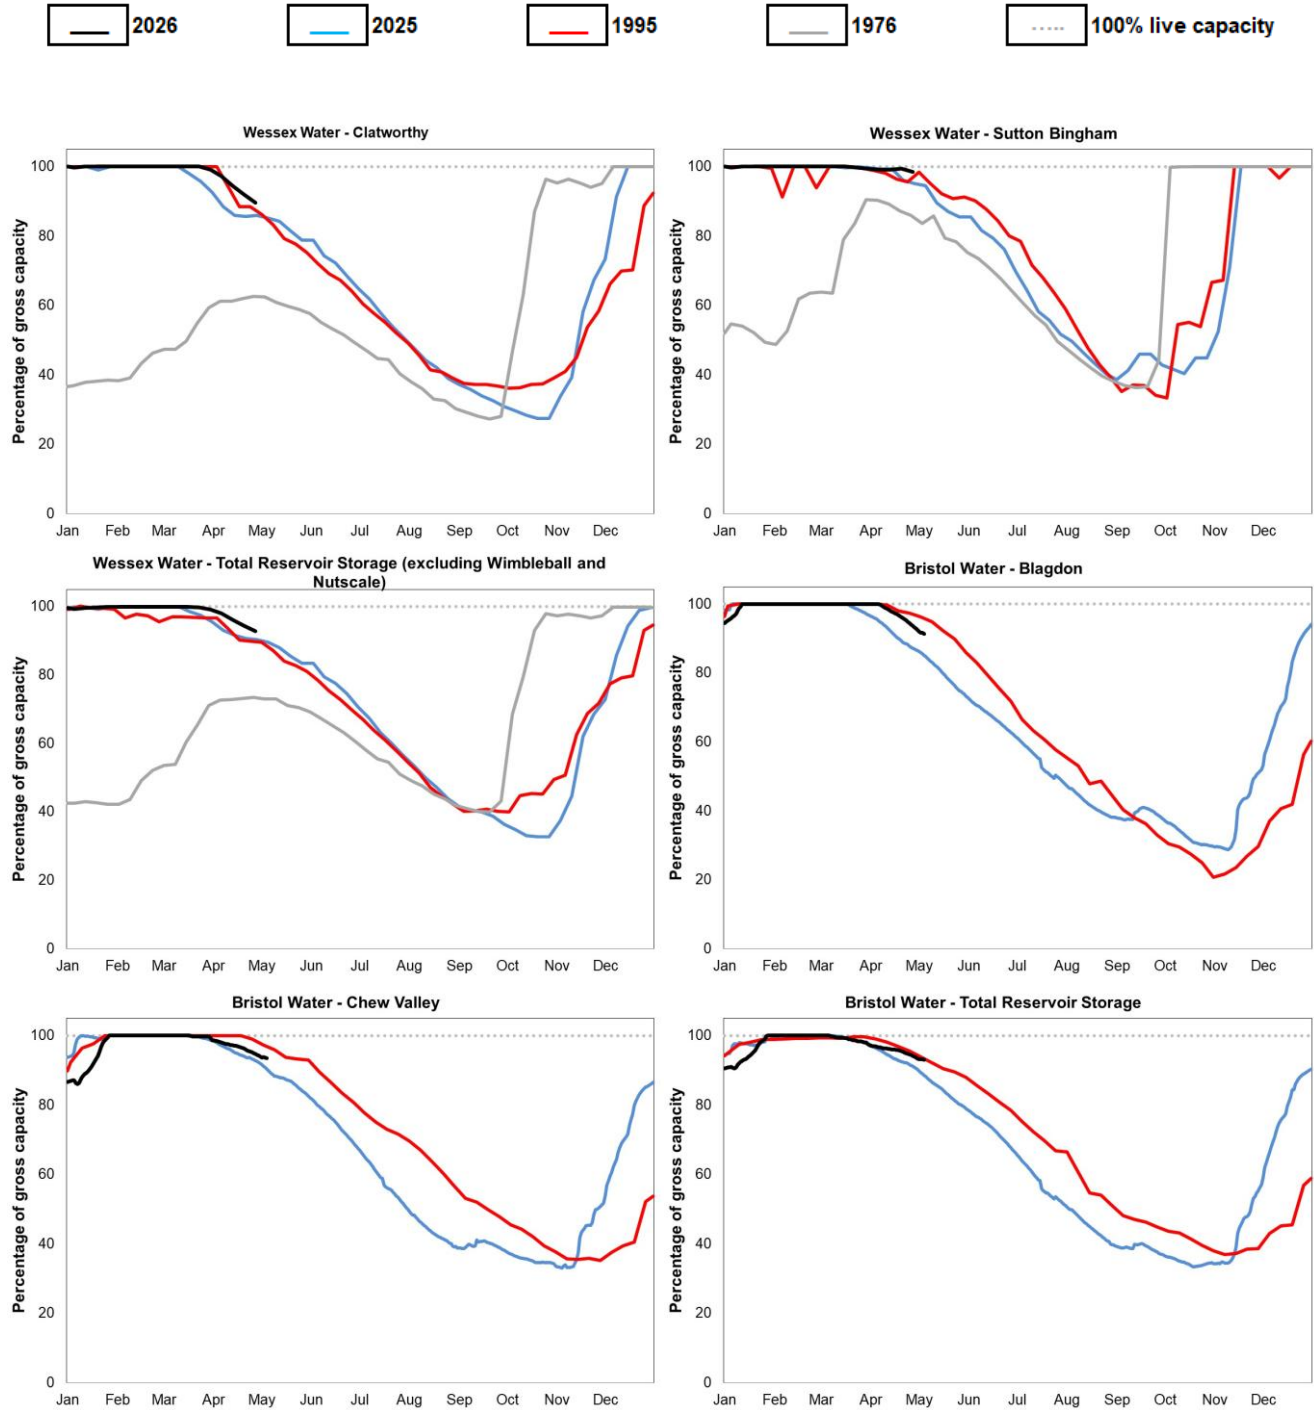 2026 2025 1995 1976 100% live capacity
Wessex Water - Clatworthy
Percentage of gross capacity
100
80
60
40
20
0
Jan Feb Mar Apr May Jun Jul Aug Sep Oct Nov Dec
Wessex Water - Sutton Bingham
Percentage of gross capacity
100
80
60
40
20
0
Jan Feb Mar Apr May Jun Jul Aug Sep Oct Nov Dec
Wessex Water - Total Reservoir Storage (excluding Wimbleball and
Nutscale)
Percentage of gross capacity
100
80
60
40
20
0
Jan Feb Mar Apr May Jun Jul Aug Sep Oct Nov Dec
Bristol Water - Blagdon
Percentage of gross capacity
100
80
60
40
20
0
Jan Feb Mar Apr May Jun Jul Aug Sep Oct Nov Dec
Bristol Water - Chew Valley
Percentage of gross capacity
100
80
60
40
20
0
Jan Feb Mar Apr May Jun Jul Aug Sep Oct Nov Dec
Bristol Water - Total Reservoir Storage
Percentage of gross capacity
100
80
60
40
20
0
Jan Feb Mar Apr May Jun Jul Aug Sep Oct Nov Dec